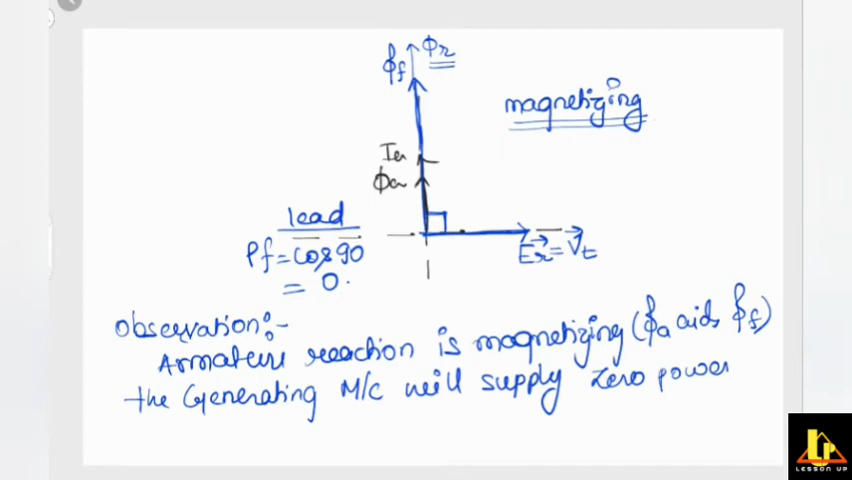 ϕf ϕr
magnetizing
Ia
ϕa
lead
Pf = cos 90
= 0.
Er = Vt
Observation:-
Armature reaction is magnetizing (ϕa aids ϕf)
the Generating M/c will supply zero power
LESSON UP